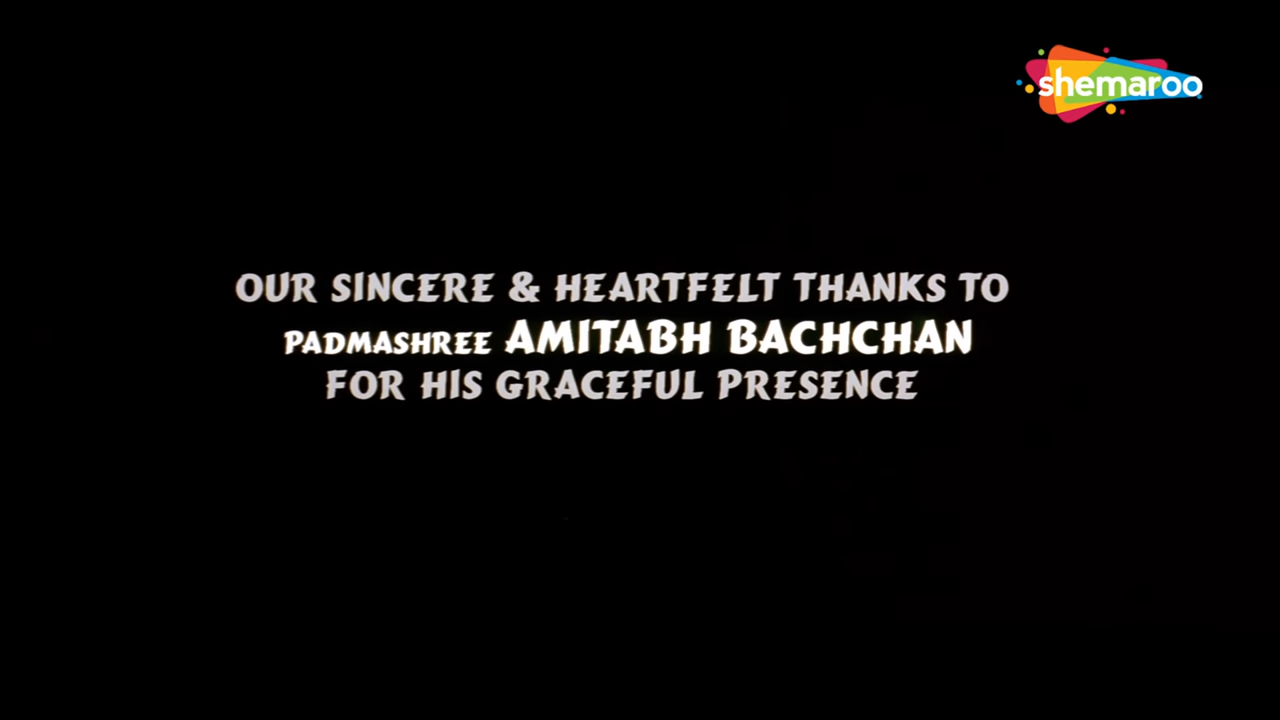 shemaroo
OUR SINCERE & HEARTFELT THANKS TO
PADMASHREE AMITABH BACHCHAN
FOR HIS GRACEFUL PRESENCE